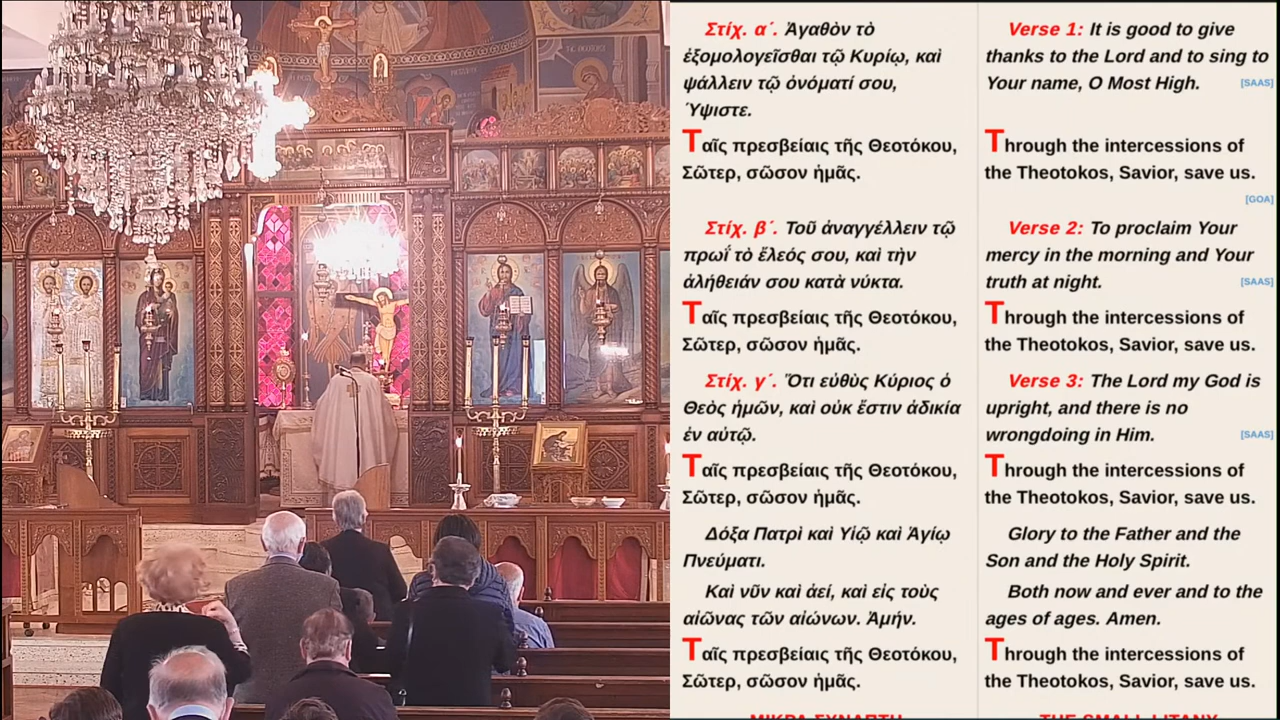 Στίχ. α΄. Ἀγαθὸν τὸ
ἐξομολογεῖσθαι τῷ Κυρίῳ, καὶ
ψάλλειν τῷ ὀνόματί σου,
Ὕψιστε.
Ταῖς πρεσβείαις τῆς Θεοτόκου,
Σῶτερ, σῶσον ἡμᾶς.
Στίχ. β΄. Τοῦ ἀναγγέλλειν τῷ
πρωῒ τὸ ἔλεός σου, καὶ τὴν
ἀλήθειάν σου κατὰ νύκτα.
Ταῖς πρεσβείαις τῆς Θεοτόκου,
Σῶτερ, σῶσον ἡμᾶς.
Στίχ. γ΄. Ὅτι εὐθὺς Κύριος ὁ
Θεὸς ἡμῶν, καὶ οὐκ ἔστιν ἀδικία
ἐν αὐτῷ.
Ταῖς πρεσβείαις τῆς Θεοτόκου,
Σῶτερ, σῶσον ἡμᾶς.
Δόξα Πατρὶ καὶ Υἱῷ καὶ Ἁγίῳ
Πνεύματι.
Καὶ νῦν καὶ ἀεί, καὶ εἰς τοὺς
αἰῶνας τῶν αἰώνων. Ἀμήν.
Ταῖς πρεσβείαις τῆς Θεοτόκου,
Σῶτερ, σῶσον ἡμᾶς.
ΜΙΚΡΑ ΣΥΝΑΠΤΗ
Verse 1: It is good to give
thanks to the Lord and to sing to
Your name, O Most High. [SAAS]
Through the intercessions of
the Theotokos, Savior, save us.
[GOA]
Verse 2: To proclaim Your
mercy in the morning and Your
truth at night. [SAAS]
Through the intercessions of
the Theotokos, Savior, save us.
Verse 3: The Lord my God is
upright, and there is no
wrongdoing in Him. [SAAS]
Through the intercessions of
the Theotokos, Savior, save us.
Glory to the Father and the
Son and the Holy Spirit.
Both now and ever and to the
ages of ages. Amen.
Through the intercessions of
the Theotokos, Savior, save us.
THE SMALL LITANY